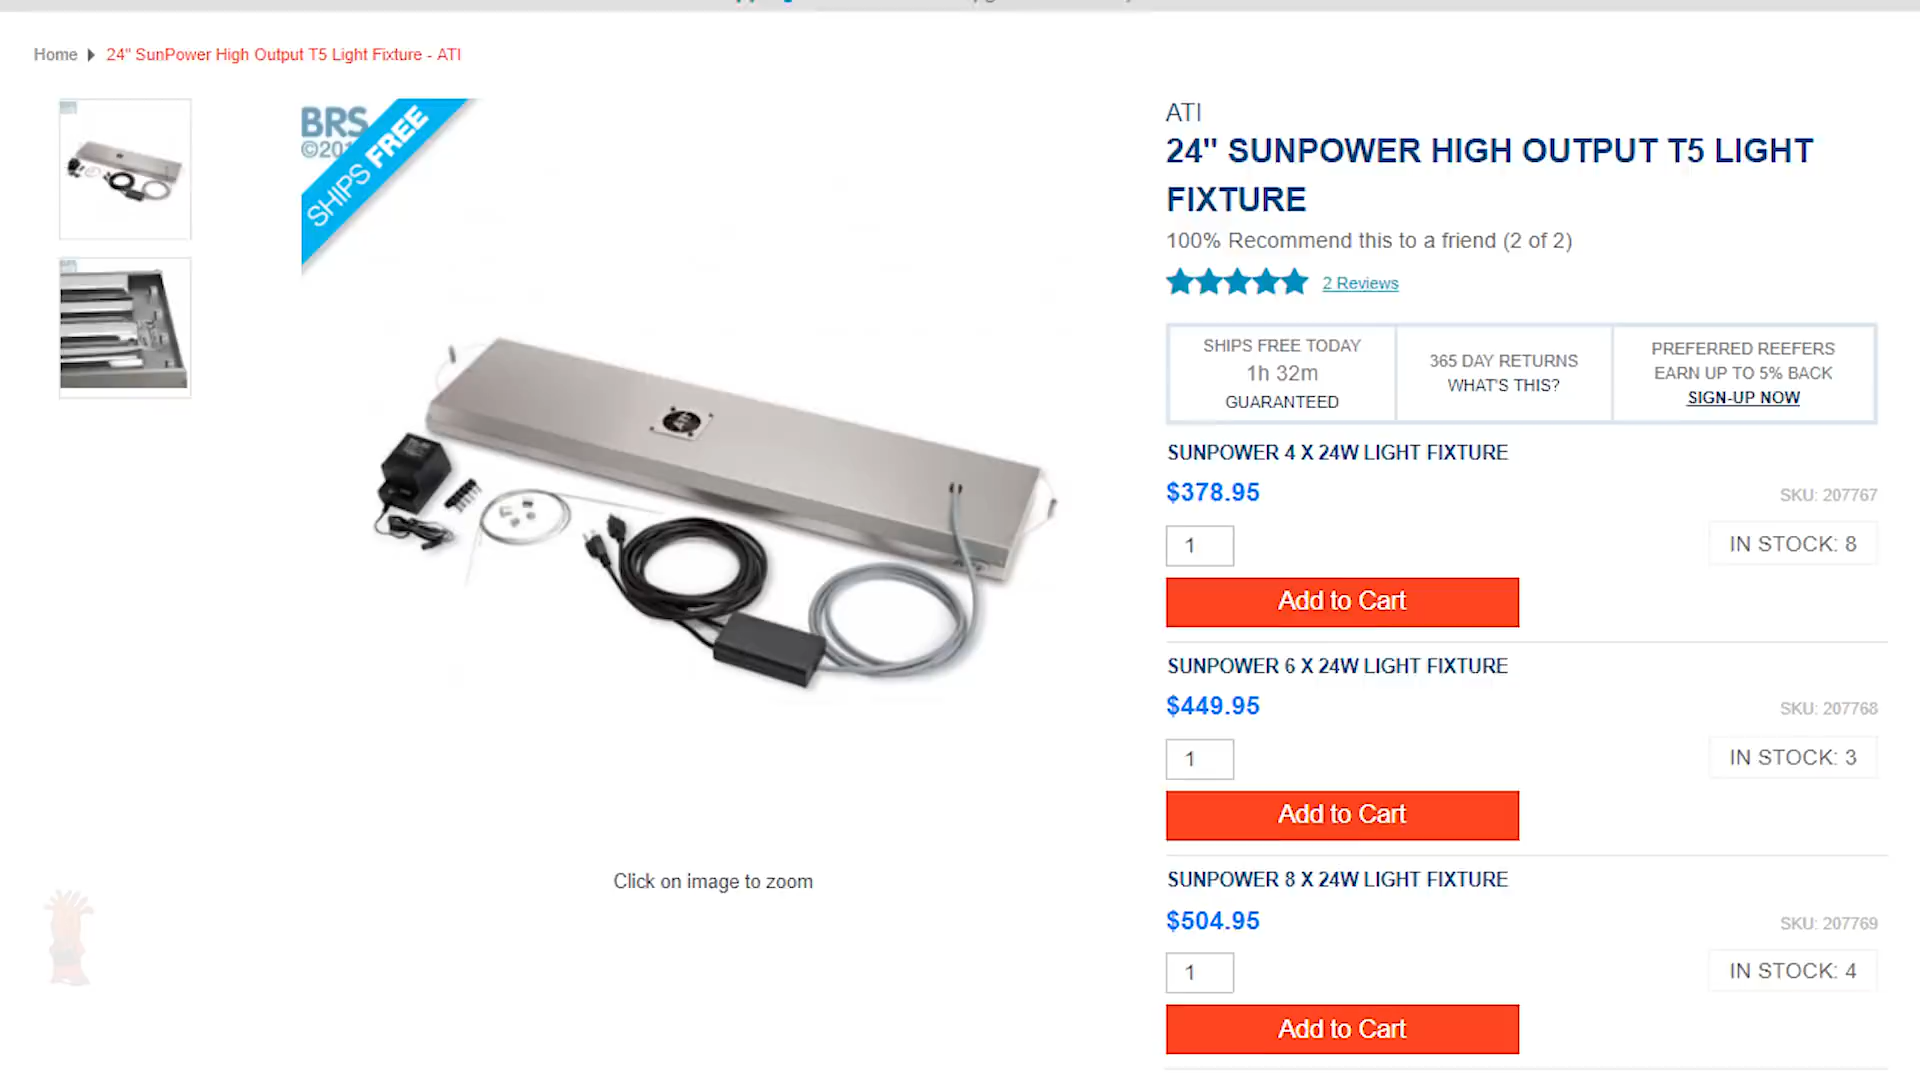 Home
24" SunPower High Output T5 Light Fixture - ATI
BRS
SHIPS FREE
Click on image to zoom
ATI
24" SUNPOWER HIGH OUTPUT T5 LIGHT
FIXTURE
100% Recommend this to a friend (2 of 2)
2 Reviews
SHIPS FREE TODAY
1h 32m
GUARANTEED
365 DAY RETURNS
WHAT'S THIS?
PREFERRED REEFERS
EARN UP TO 5% BACK
SIGN-UP NOW
SUNPOWER 4 X 24W LIGHT FIXTURE
$378.95
SKU: 207767
1
IN STOCK: 8
Add to Cart
SUNPOWER 6 X 24W LIGHT FIXTURE
$449.95
SKU: 207768
1
IN STOCK: 3
Add to Cart
SUNPOWER 8 X 24W LIGHT FIXTURE
$504.95
SKU: 207769
1
IN STOCK: 4
Add to Cart